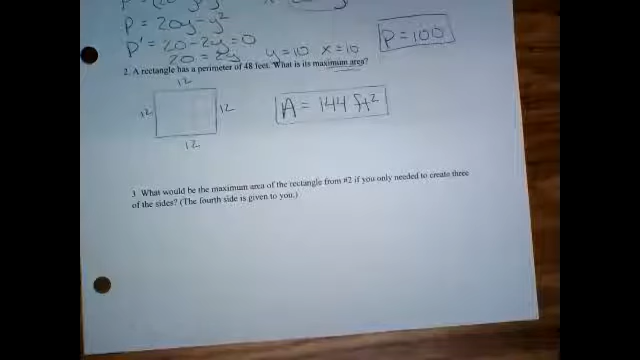 P = 20y - y²
P' = 20 - 2y = 0
20 = 2y y = 10 x = 10
P = 100
2. A rectangle has a perimeter of 48 feet. What is its maximum area?
12
12 12
12
A = 144 ft²
3 What would be the maximum area of the rectangle from #2 if you only needed to create three
of the sides? (The fourth side is given to you.)